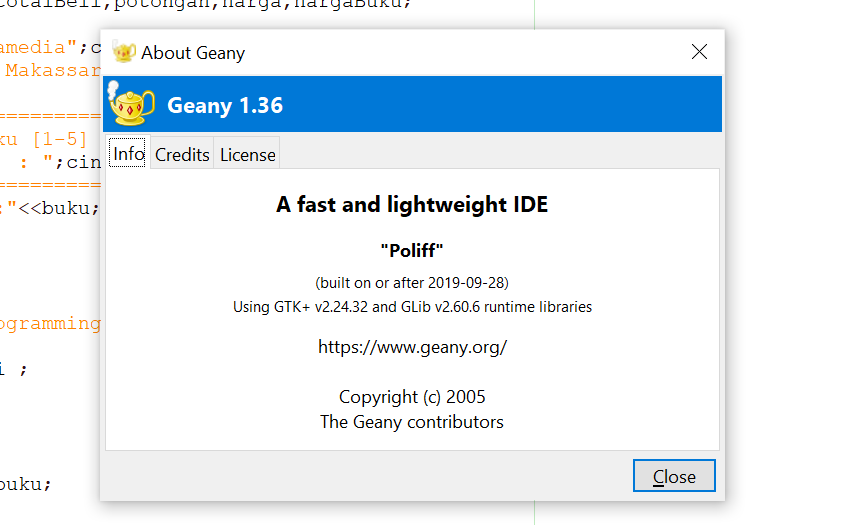 totalBeli,potongan,harga,hargaBuku;
About Geany
amedia";c
Makassar
Geany 1.36
==========
ku [1-5]
Info Credits License
: ";cin
==========
A fast and lightweight IDE
:"<<buku;
"Poliff"
(built on or after 2019-09-28)
Using GTK+ v2.24.32 and GLib v2.60.6 runtime libraries
ogramming
https://www.geany.org/
i ;
Copyright (c) 2005
The Geany contributors
Close
buku;